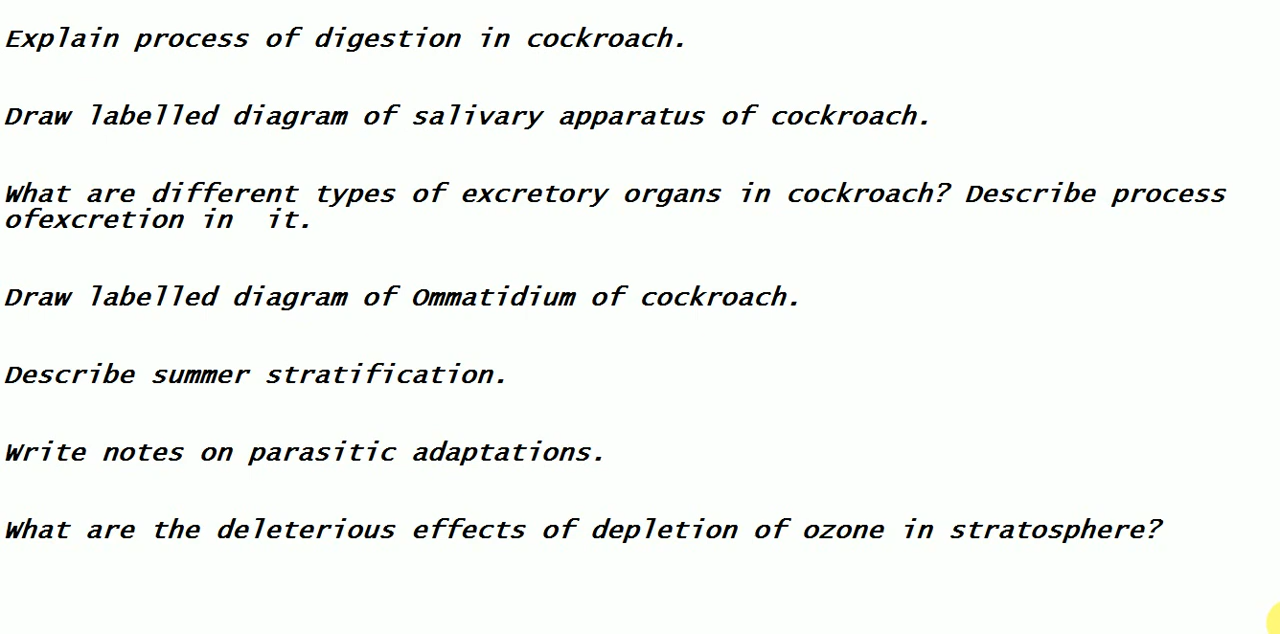 Explain process of digestion in cockroach.
Draw labelled diagram of salivary apparatus of cockroach.
What are different types of excretory organs in cockroach? Describe process
ofexcretion in  it.
Draw labelled diagram of Ommatidium of cockroach.
Describe summer stratification.
Write notes on parasitic adaptations.
What are the deleterious effects of depletion of ozone in stratosphere?